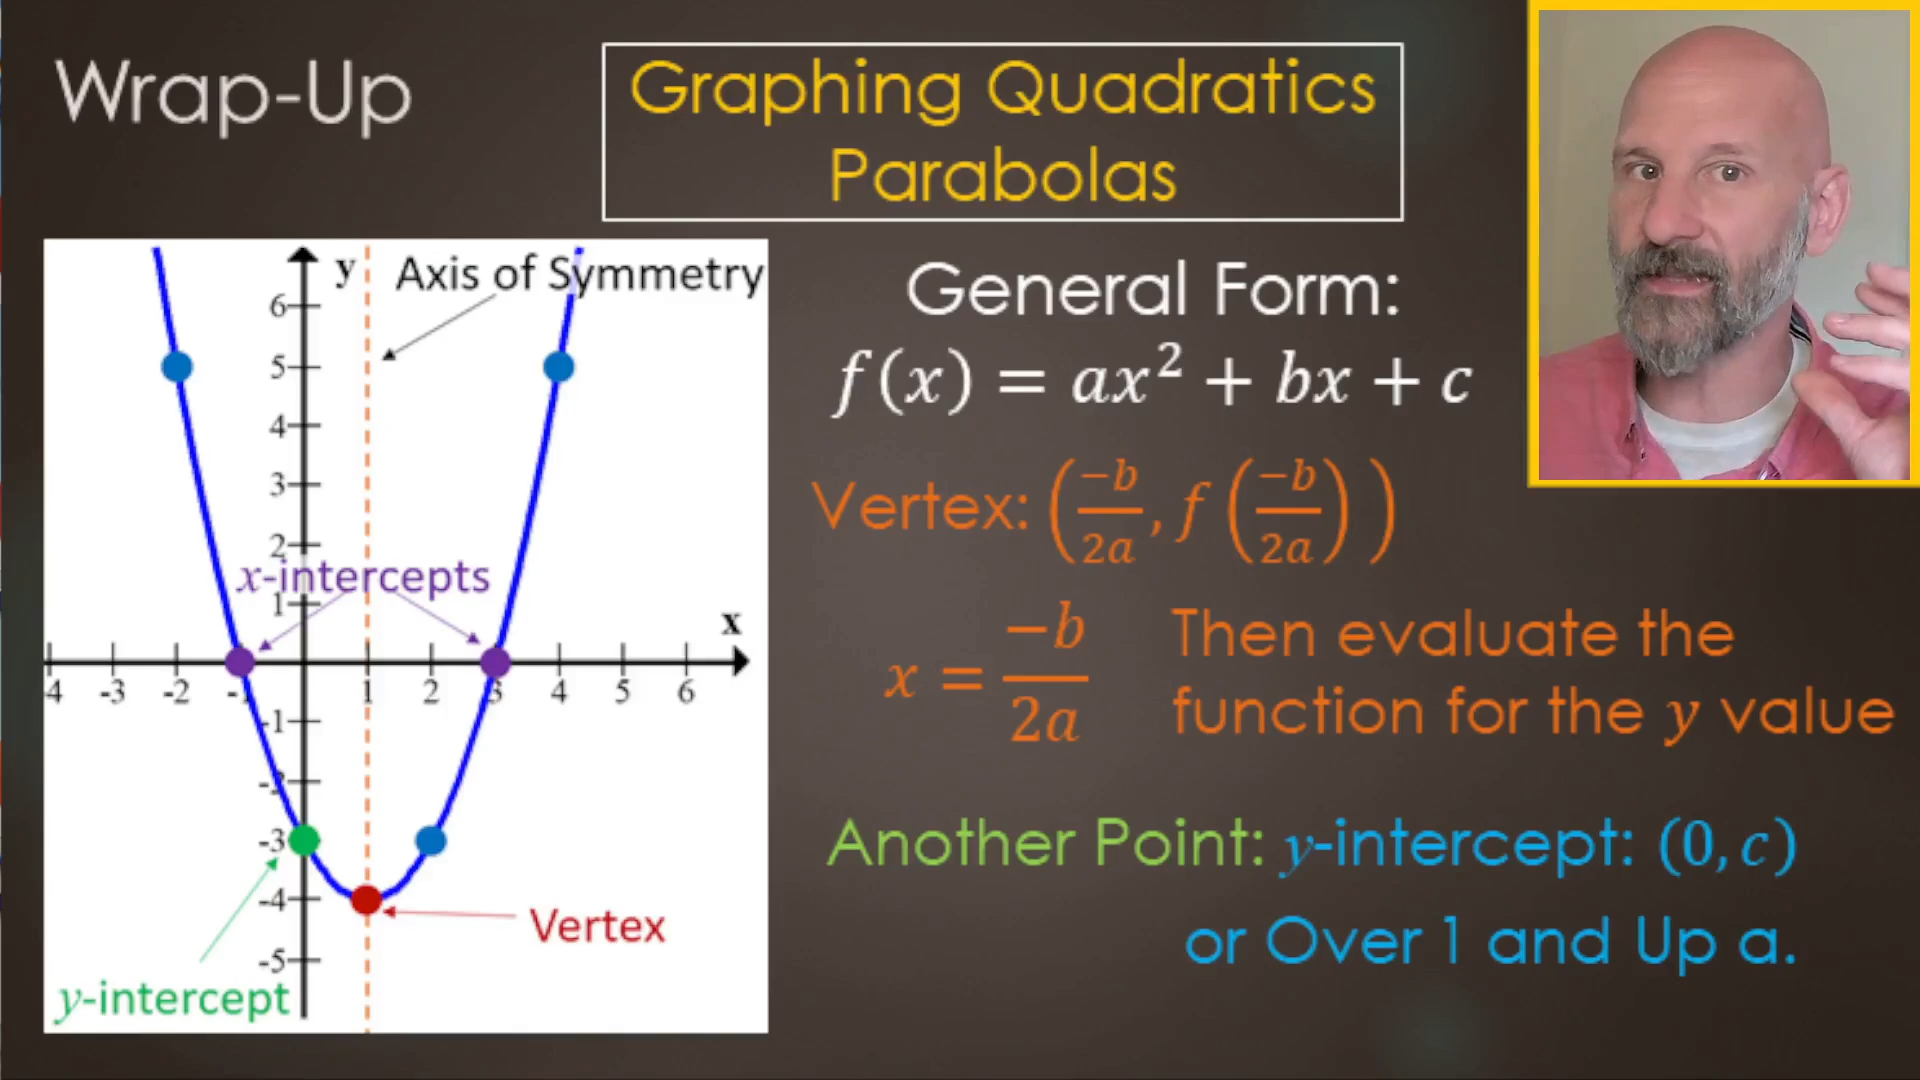 Wrap-Up
Graphing Quadratics
Parabolas
y
Axis of Symmetry
6
5
4
3
2
x-intercepts
1
x
-4 -3 -2 -1 1 2 3 4 5 6
-1
-2
-3
-4
Vertex
-5
y-intercept
General Form:
f(x) = ax² + bx + c
Vertex: (-b/2a, f(-b/2a))
x = -b/2a
Then evaluate the
function for the y value
Another Point: y-intercept: (0, c)
or Over 1 and Up a.